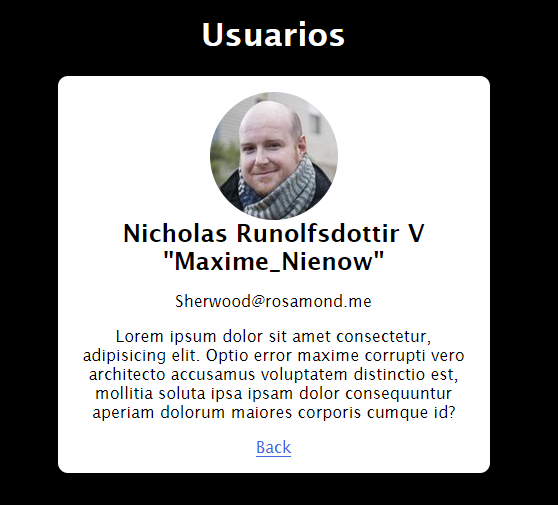 Usuarios
Nicholas Runolfsdottir V
"Maxime_Nienow"
Sherwood@rosamond.me
Lorem ipsum dolor sit amet consectetur,
adipisicing elit. Optio error maxime corrupti vero
architecto accusamus voluptatem distinctio est,
mollitia soluta ipsa ipsam dolor consequuntur
aperiam dolorum maiores corporis cumque id?
Back